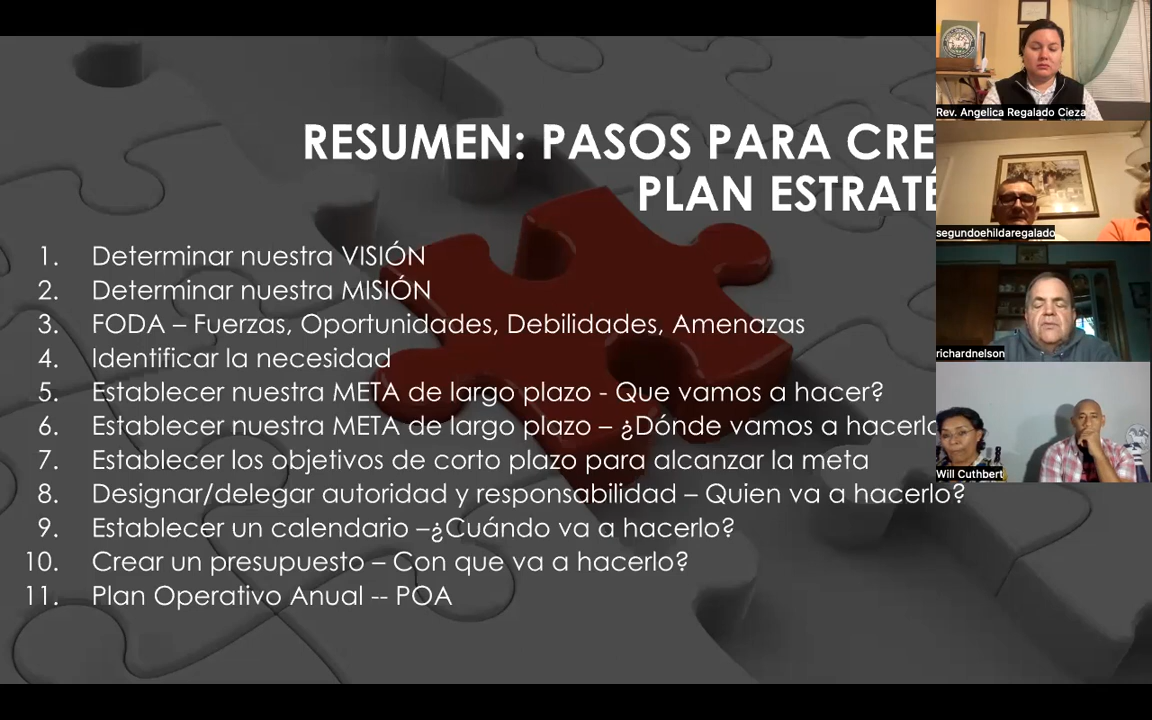 RESUMEN: PASOS PARA CRE
PLAN ESTRATÉ
1. Determinar nuestra VISIÓN
2. Determinar nuestra MISIÓN
3. FODA – Fuerzas, Oportunidades, Debilidades, Amenazas
4. Identificar la necesidad
5. Establecer nuestra META de largo plazo - Que vamos a hacer?
6. Establecer nuestra META de largo plazo – ¿Dónde vamos a hacerlo
7. Establecer los objetivos de corto plazo para alcanzar la meta
8. Designar/delegar autoridad y responsabilidad – Quien va a hacerlo?
9. Establecer un calendario –¿Cuándo va a hacerlo?
10. Crear un presupuesto – Con que va a hacerlo?
11. Plan Operativo Anual -- POA
Rev. Angelica Regalado Cieza
segundoehildaregalado
richardnelson
Will Cuthbert